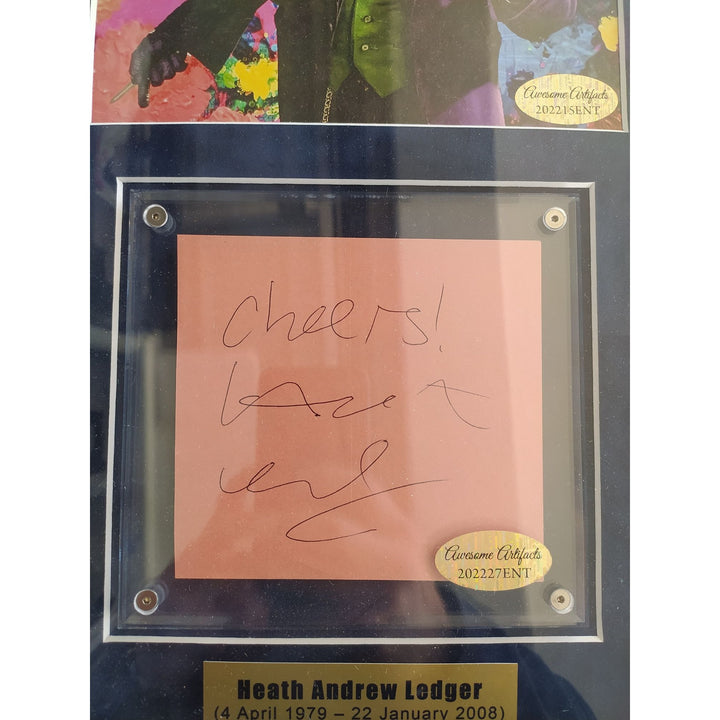 Awesome Artifacts
202215ENT
cheers!
Awesome Artifacts
202227ENT
Heath Andrew Ledger
(4 April 1979 – 22 January 2008)